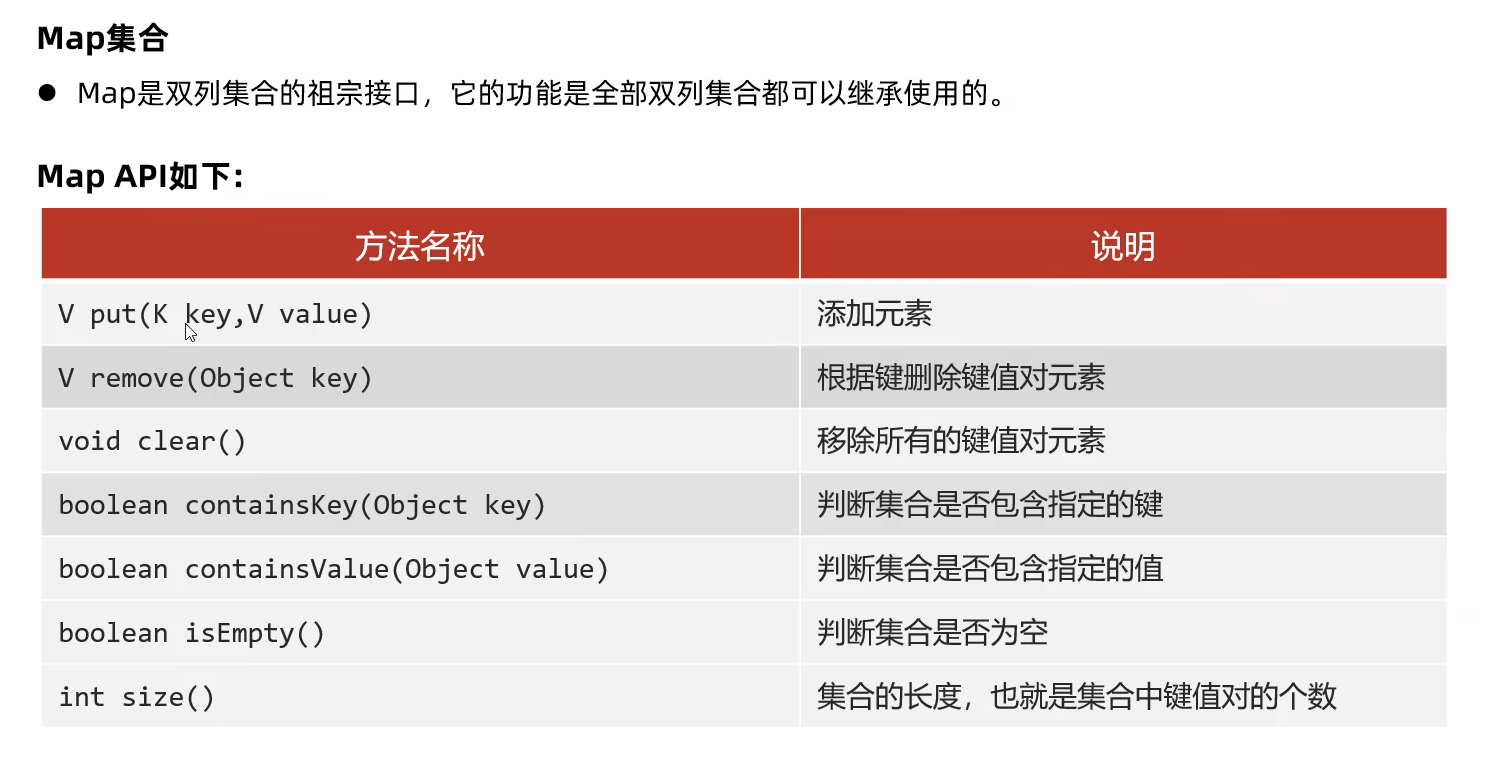 Map集合
● Map是双列集合的祖宗接口，它的功能是全部双列集合都可以继承使用的。
Map API如下：
方法名称 说明
V put(K key,V value) 添加元素
V remove(Object key) 根据键删除键值对元素
void clear() 移除所有的键值对元素
boolean containsKey(Object key) 判断集合是否包含指定的键
boolean containsValue(Object value) 判断集合是否包含指定的值
boolean isEmpty() 判断集合是否为空
int size() 集合的长度，也就是集合中键值对的个数